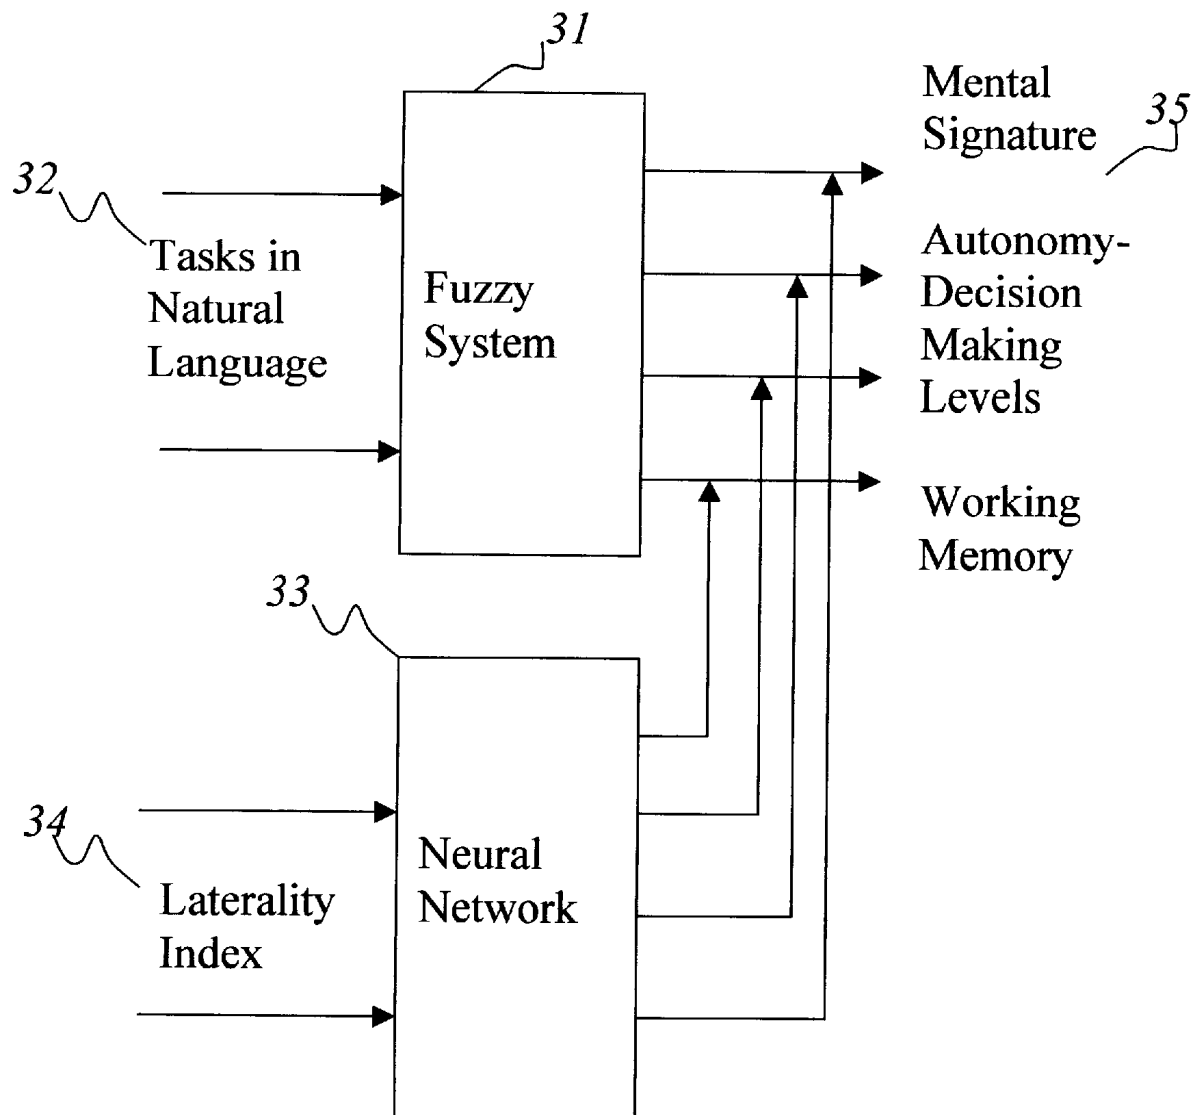 31
Mental
Signature
35
32
Tasks in
Natural
Language
Fuzzy
System
Autonomy-
Decision
Making
Levels
Working
Memory
33
34
Laterality
Index
Neural
Network